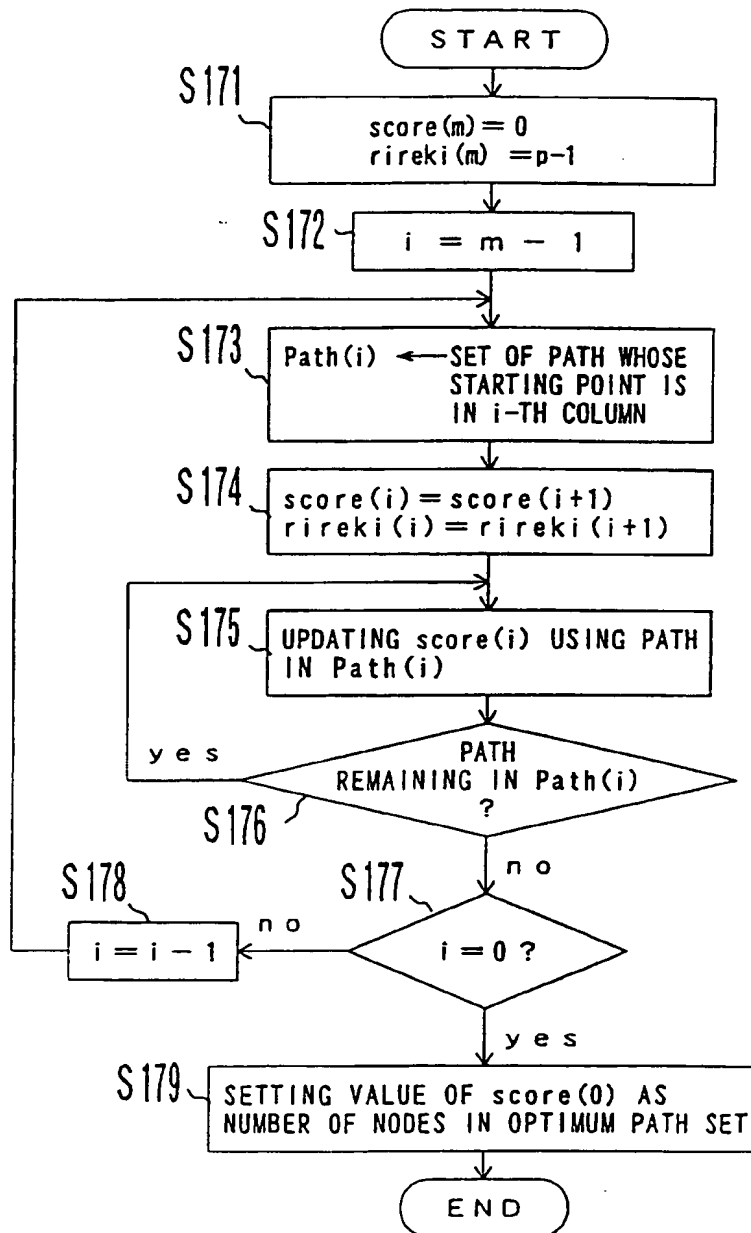 START
S171
score(m)=0
rireki(m) =p-1
S172
i = m - 1
S173
Path(i) ← SET OF PATH WHOSE
STARTING POINT IS
IN i-TH COLUMN
S174
score(i)=score(i+1)
rireki(i)=rireki(i+1)
S175
UPDATING score(i) USING PATH
IN Path(i)
yes
PATH
REMAINING IN Path(i)
?
S176
no
S177
S178
no
i=i-1
i=0?
yes
S179
SETTING VALUE OF score(0) AS
NUMBER OF NODES IN OPTIMUM PATH SET
END